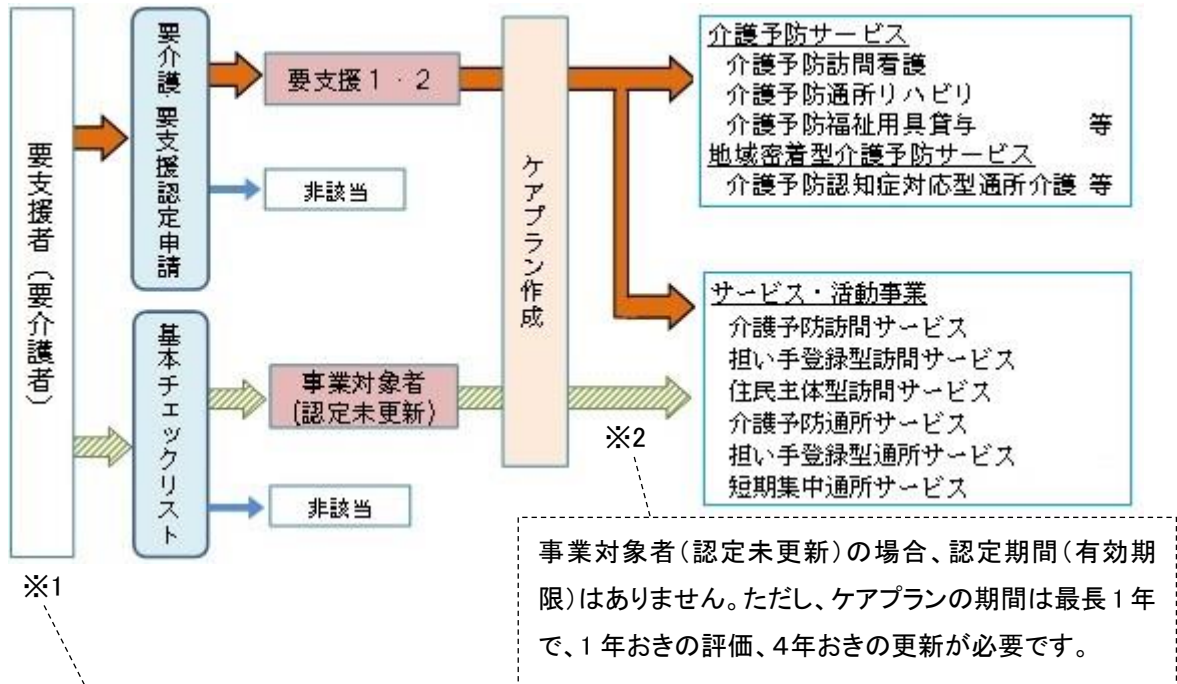 要支援者（要介護者）
要介護・要支援認定申請
要支援１・２
非該当
基本チェックリスト
事業対象者
(認定未更新)
非該当
ケアプラン作成
介護予防サービス
介護予防訪問看護
介護予防通所リハビリ
介護予防福祉用具貸与 等
地域密着型介護予防サービス
介護予防認知症対応型通所介護 等
サービス・活動事業
介護予防訪問サービス
担い手登録型訪問サービス
住民主体型訪問サービス
介護予防通所サービス
担い手登録型通所サービス
短期集中通所サービス
※1
※2
事業対象者（認定未更新）の場合、認定期間（有効期
限）はありません。ただし、ケアプランの期間は最長１年
で、１年おきの評価、４年おきの更新が必要です。